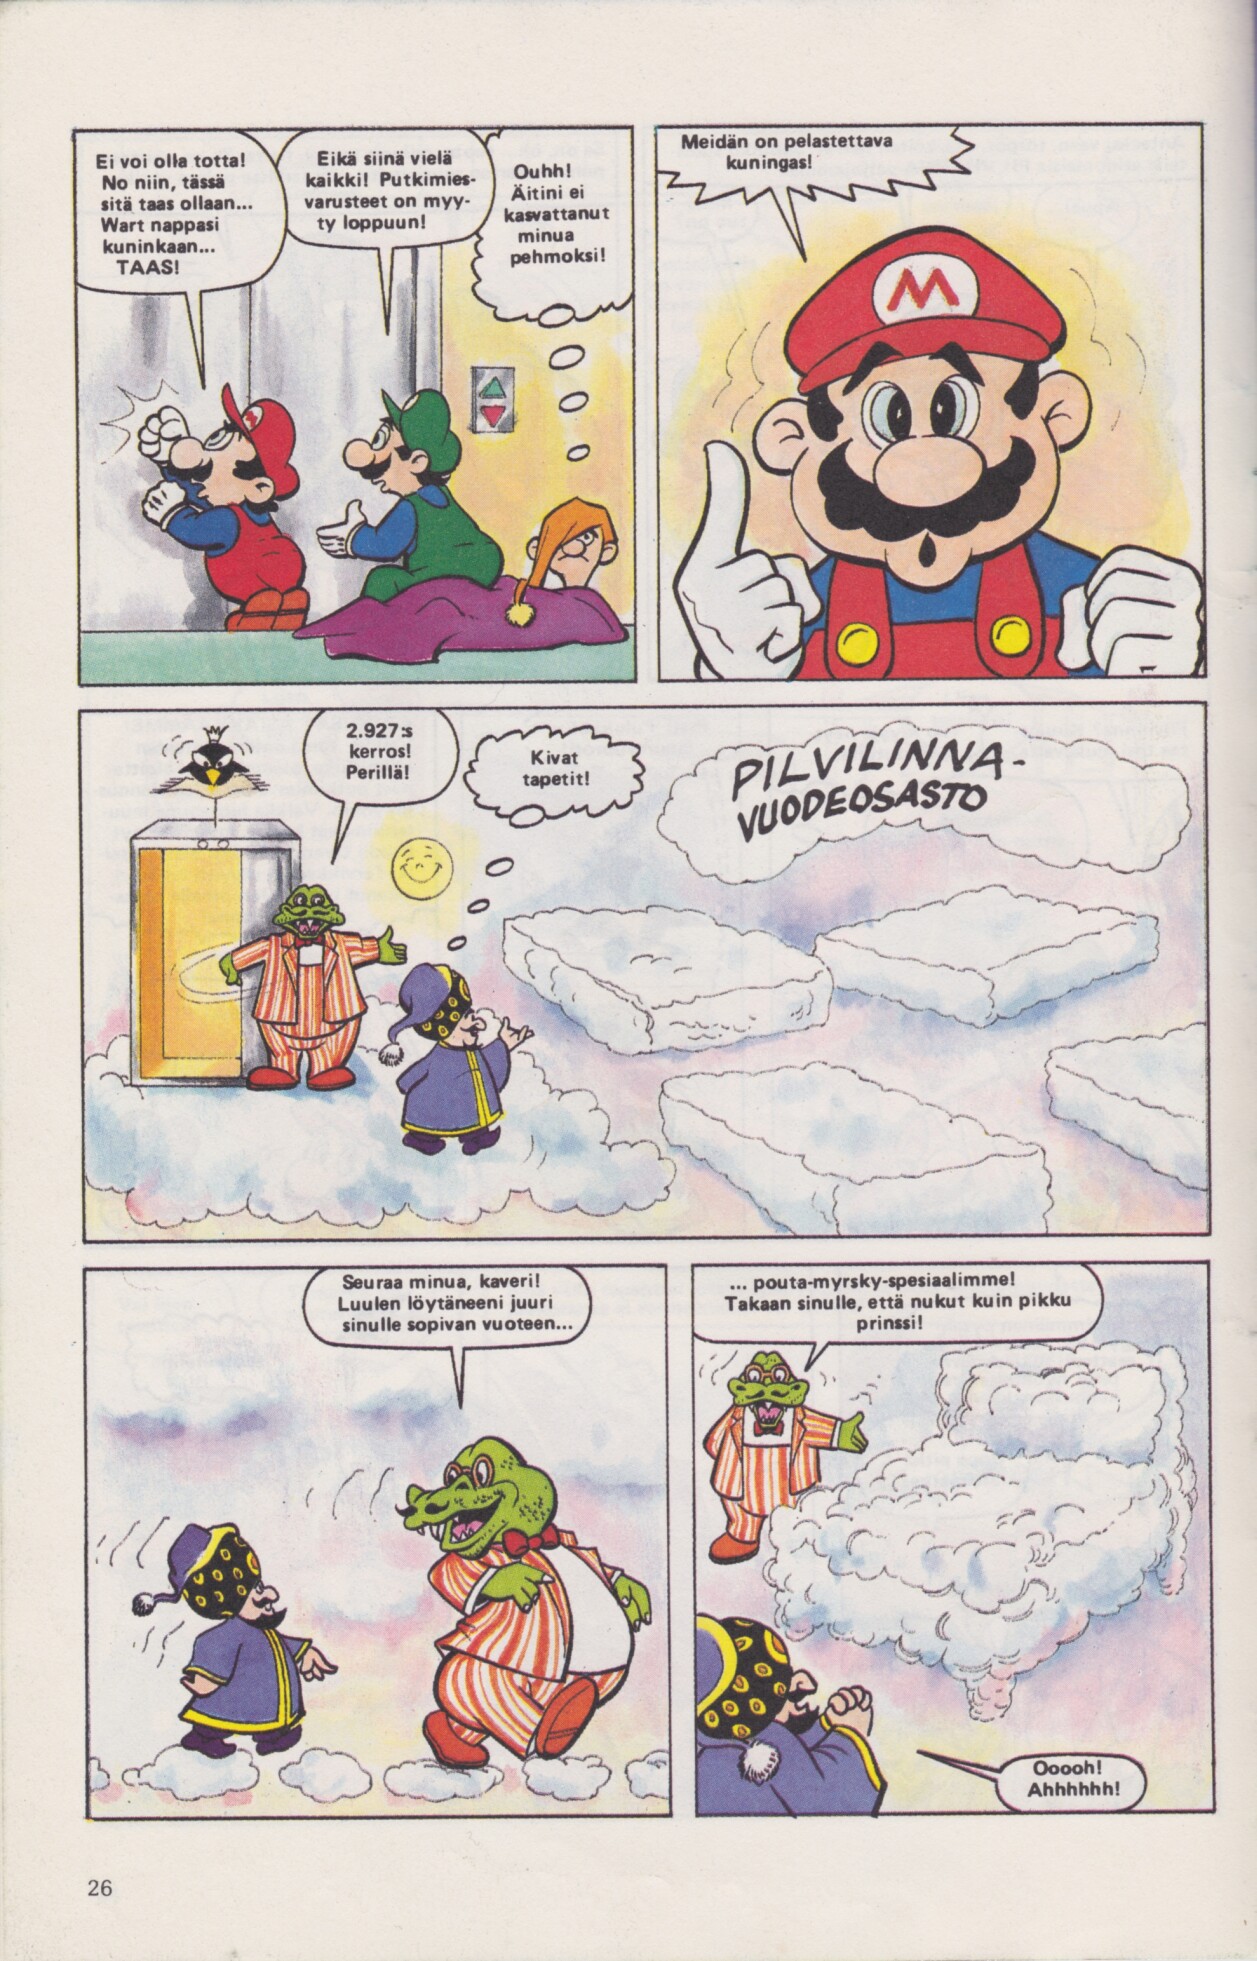 Ei voi olla totta!
No niin, tässä
sitä taas ollaan...
Wart nappasi
kuninkaan...
TAAS!
Eikä siinä vielä
kaikki! Putkimies-
varusteet on myy-
ty loppuun!
Ouhh!
Äitini ei
kasvattanut
minua
pehmoksi!
Meidän on pelastettava
kuningas!
M
2.927:s
kerros!
Perillä!
Kivat
tapetit!
PILVILINNA-
VUODEOSASTO
Seuraa minua, kaveri!
Luulen löytäneeni juuri
sinulle sopivan vuoteen...
... pouta-myrsky-spesiaalimme!
Takaan sinulle, että nukut kuin pikku
prinssi!
Ooooh!
Ahhhhhh!
26